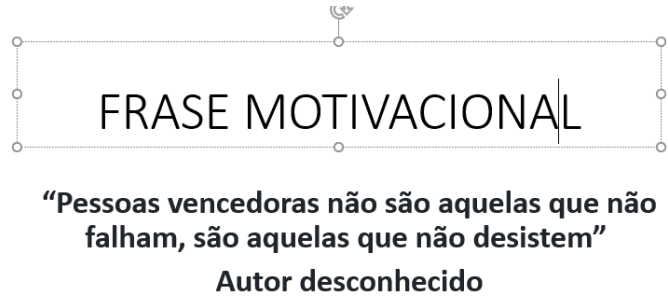 FRASE MOTIVACIONAL
“Pessoas vencedoras não são aquelas que não
falham, são aquelas que não desistem”
Autor desconhecido